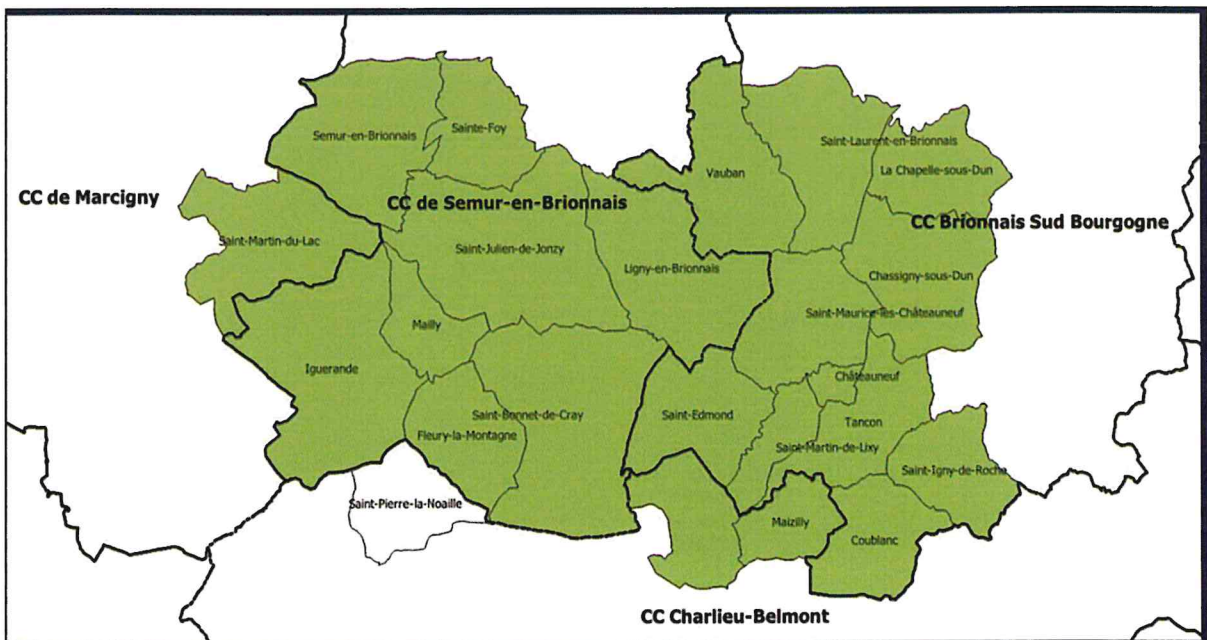 Semur-en-Brionnais
Sainte-Foy
Saint-Laurent-en-Brionnais
La Chapelle-sous-Dun
Vauban
CC de Marcigny
CC de Semur-en-Brionnais
CC Brionnais Sud Bourgogne
Saint-Martin-du-Lac
Saint-Julien-de-Jonzy
Ligny-en-Brionnais
Chassigny-sous-Dun
Saint-Maurice-lès-Châteauneuf
Mailly
Iguerande
Châteauneuf
Saint-Bonnet-de-Cray
Saint-Edmond
Tancon
Fleury-la-Montagne
Saint-Martin-de-Lixy
Saint-Igny-de-Roche
Saint-Pierre-la-Noaille
Maizilly
Coublanc
CC Charlieu-Belmont